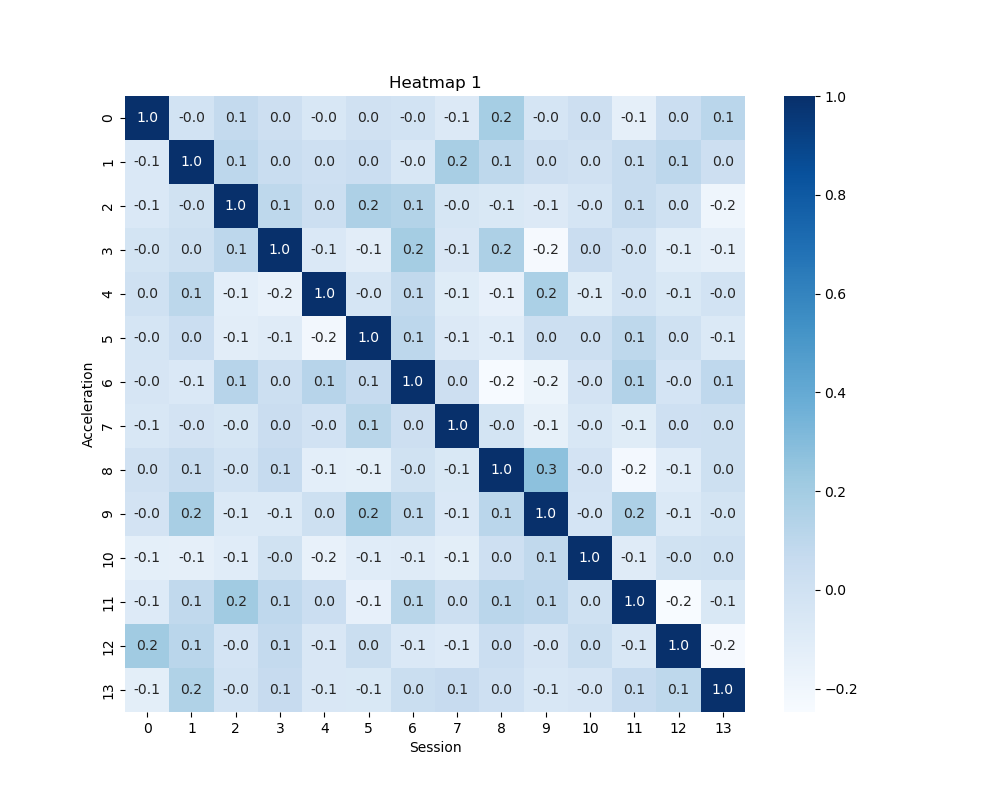 Heatmap 1
0 1.0 -0.0 0.1 0.0 -0.0 0.0 -0.0 -0.1 0.2 -0.0 0.0 -0.1 0.0 0.1
1 -0.1 1.0 0.1 0.0 0.0 0.0 -0.0 0.2 0.1 0.0 0.0 0.1 0.1 0.0
2 -0.1 -0.0 1.0 0.1 0.0 0.2 0.1 -0.0 -0.1 -0.1 -0.0 0.1 0.0 -0.2
3 -0.0 0.0 0.1 1.0 -0.1 -0.1 0.2 -0.1 0.2 -0.2 0.0 -0.0 -0.1 -0.1
4 0.0 0.1 -0.1 -0.2 1.0 -0.0 0.1 -0.1 -0.1 0.2 -0.1 -0.0 -0.1 -0.0
5 -0.0 0.0 -0.1 -0.1 -0.2 1.0 0.1 -0.1 -0.1 0.0 0.0 0.1 0.0 -0.1
6 -0.0 -0.1 0.1 0.0 0.1 0.1 1.0 0.0 -0.2 -0.2 -0.0 0.1 -0.0 0.1
7 -0.1 -0.0 -0.0 0.0 -0.0 0.1 0.0 1.0 -0.0 -0.1 -0.0 -0.1 0.0 0.0
8 0.0 0.1 -0.0 0.1 -0.1 -0.1 -0.0 -0.1 1.0 0.3 -0.0 -0.2 -0.1 0.0
9 -0.0 0.2 -0.1 -0.1 0.0 0.2 0.1 -0.1 0.1 1.0 -0.0 0.2 -0.1 -0.0
10 -0.1 -0.1 -0.1 -0.0 -0.2 -0.1 -0.1 -0.1 0.0 0.1 1.0 -0.1 -0.0 0.0
11 -0.1 0.1 0.2 0.1 0.0 -0.1 0.1 0.0 0.1 0.1 0.0 1.0 -0.2 -0.1
12 0.2 0.1 -0.0 0.1 -0.1 0.0 -0.1 -0.1 0.0 -0.0 0.0 -0.1 1.0 -0.2
13 -0.1 0.2 -0.0 0.1 -0.1 -0.1 0.0 0.1 0.0 -0.1 -0.0 0.1 0.1 1.0
0 1 2 3 4 5 6 7 8 9 10 11 12 13
Session
Acceleration
1.0
0.8
0.6
0.4
0.2
0.0
−0.2